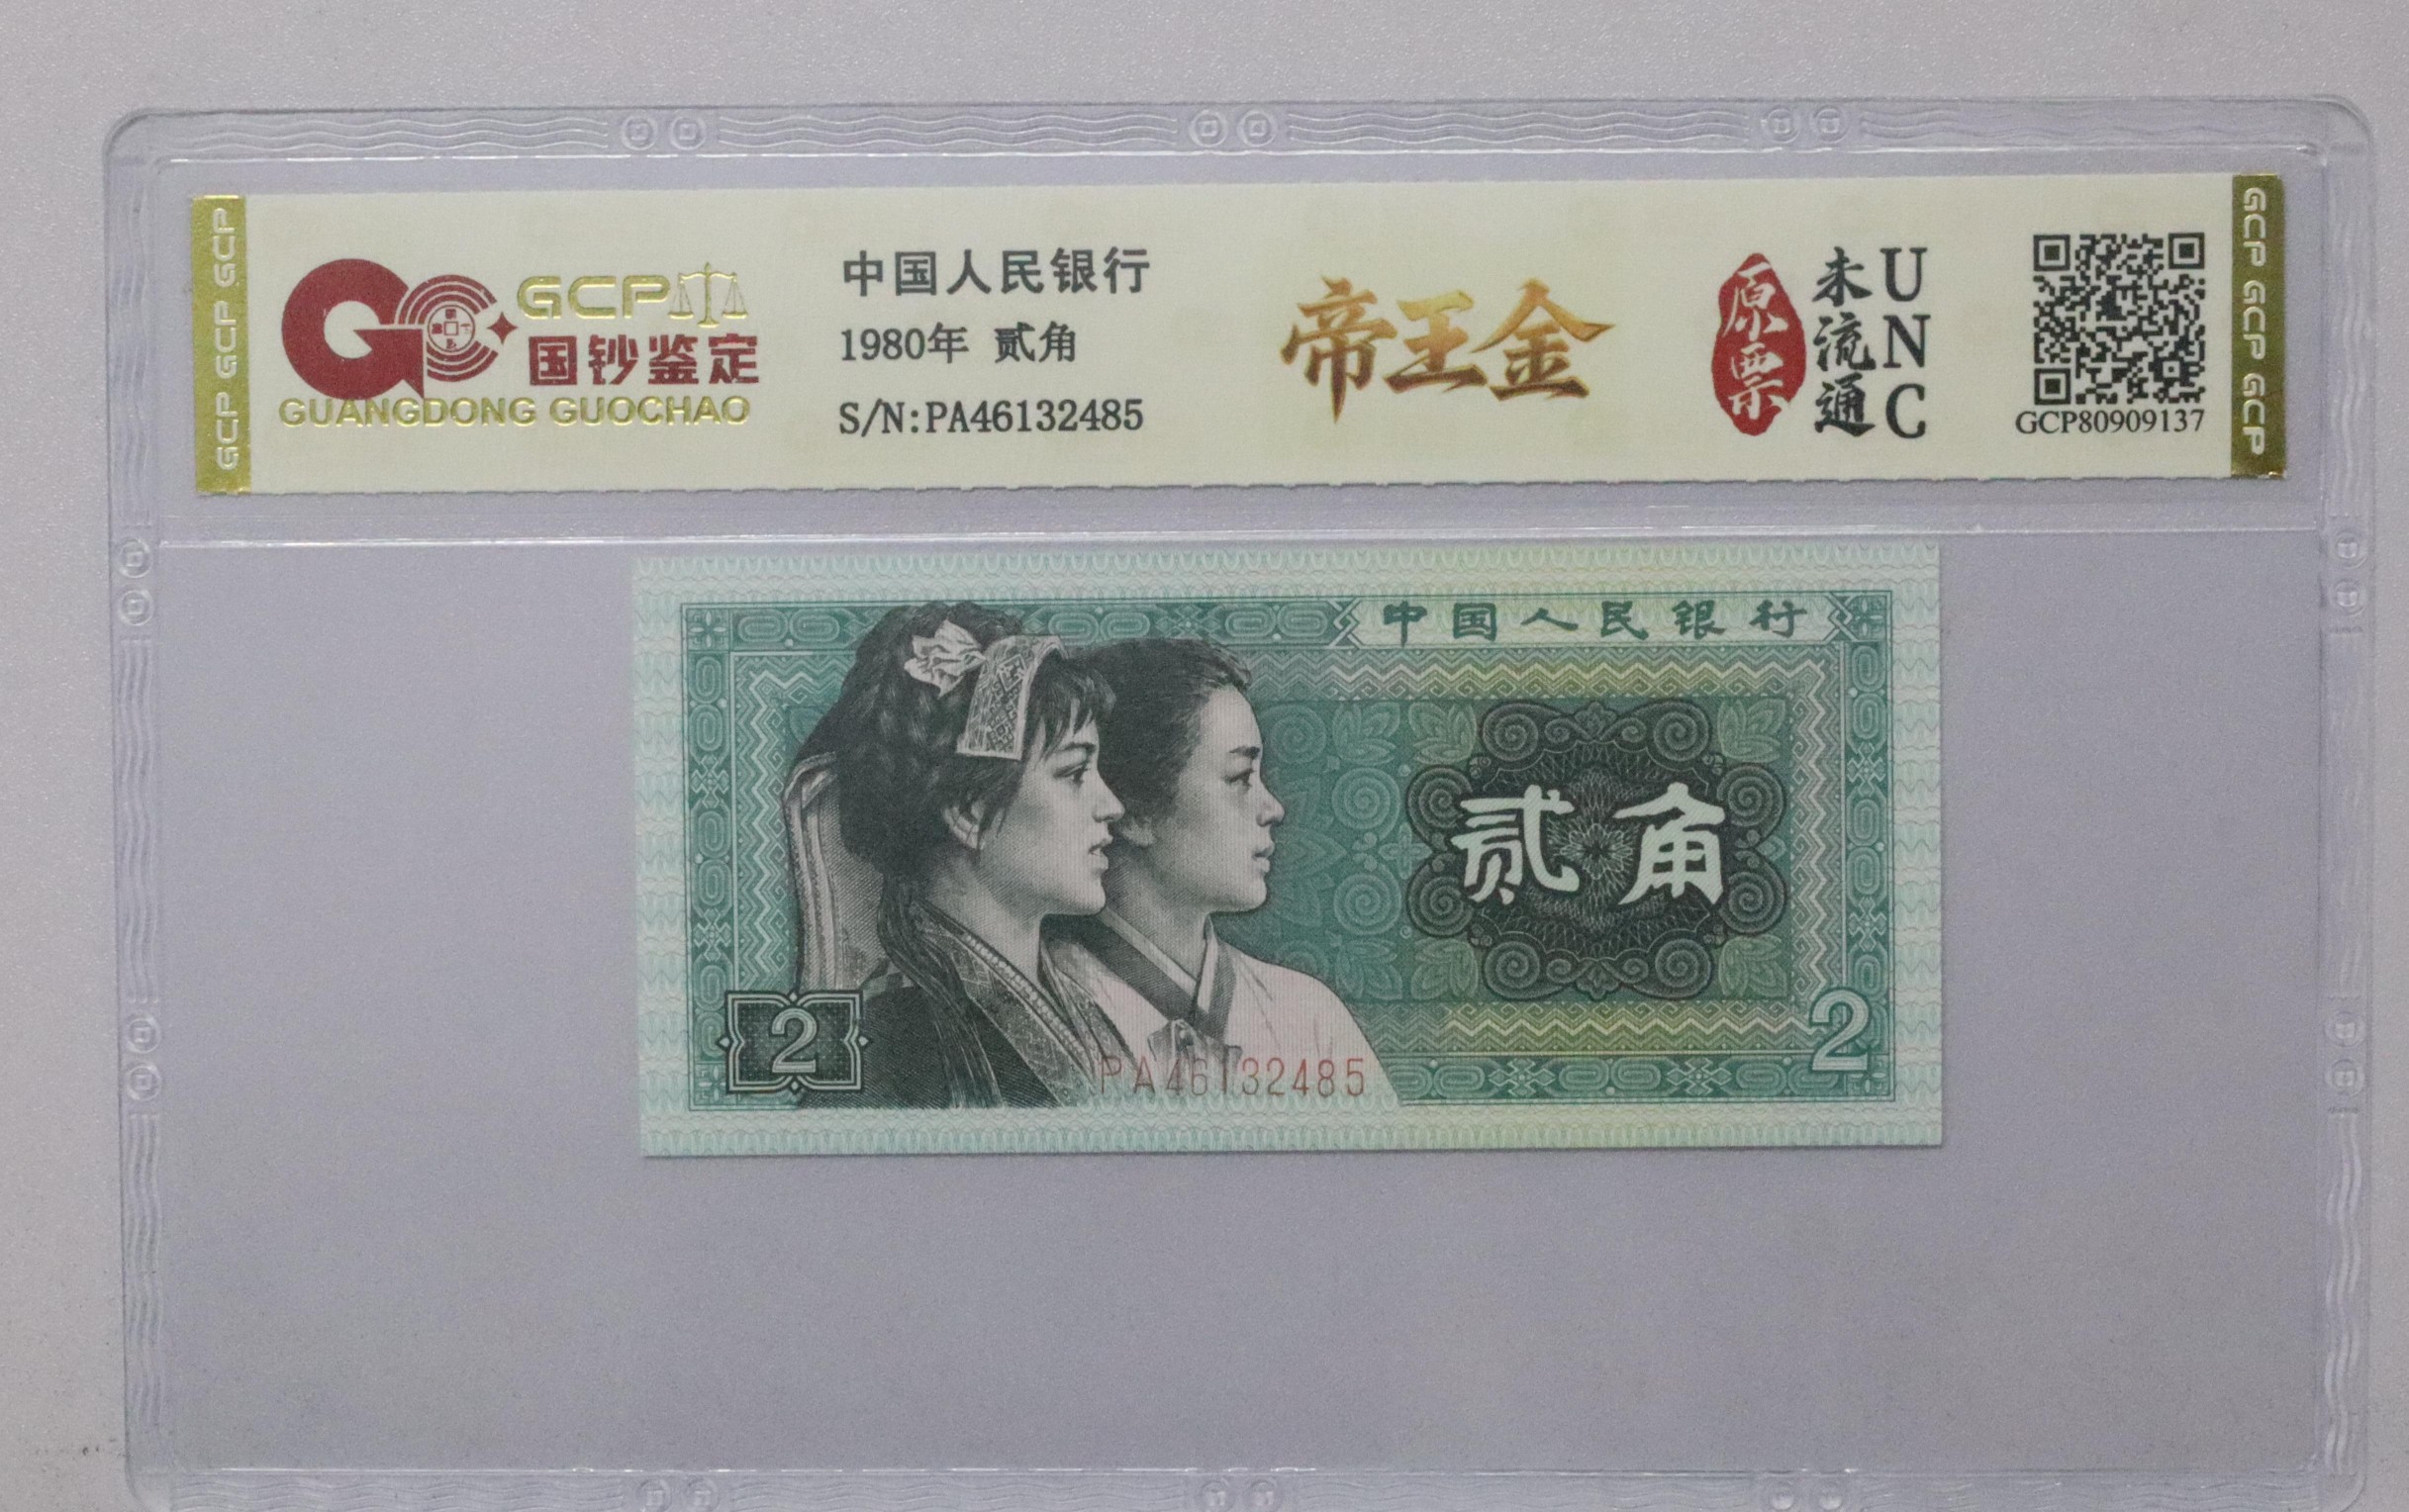 GCP GCP GCP
GCP
国钞鉴定
GUANGDONG GUOCHAO
中国人民银行
1980年 贰角
S/N:PA46132485
帝王金
原票
未流通
UNC
GCP80909137
GCP GCP GCP
中国人民银行
贰角
2
2
PA46132485